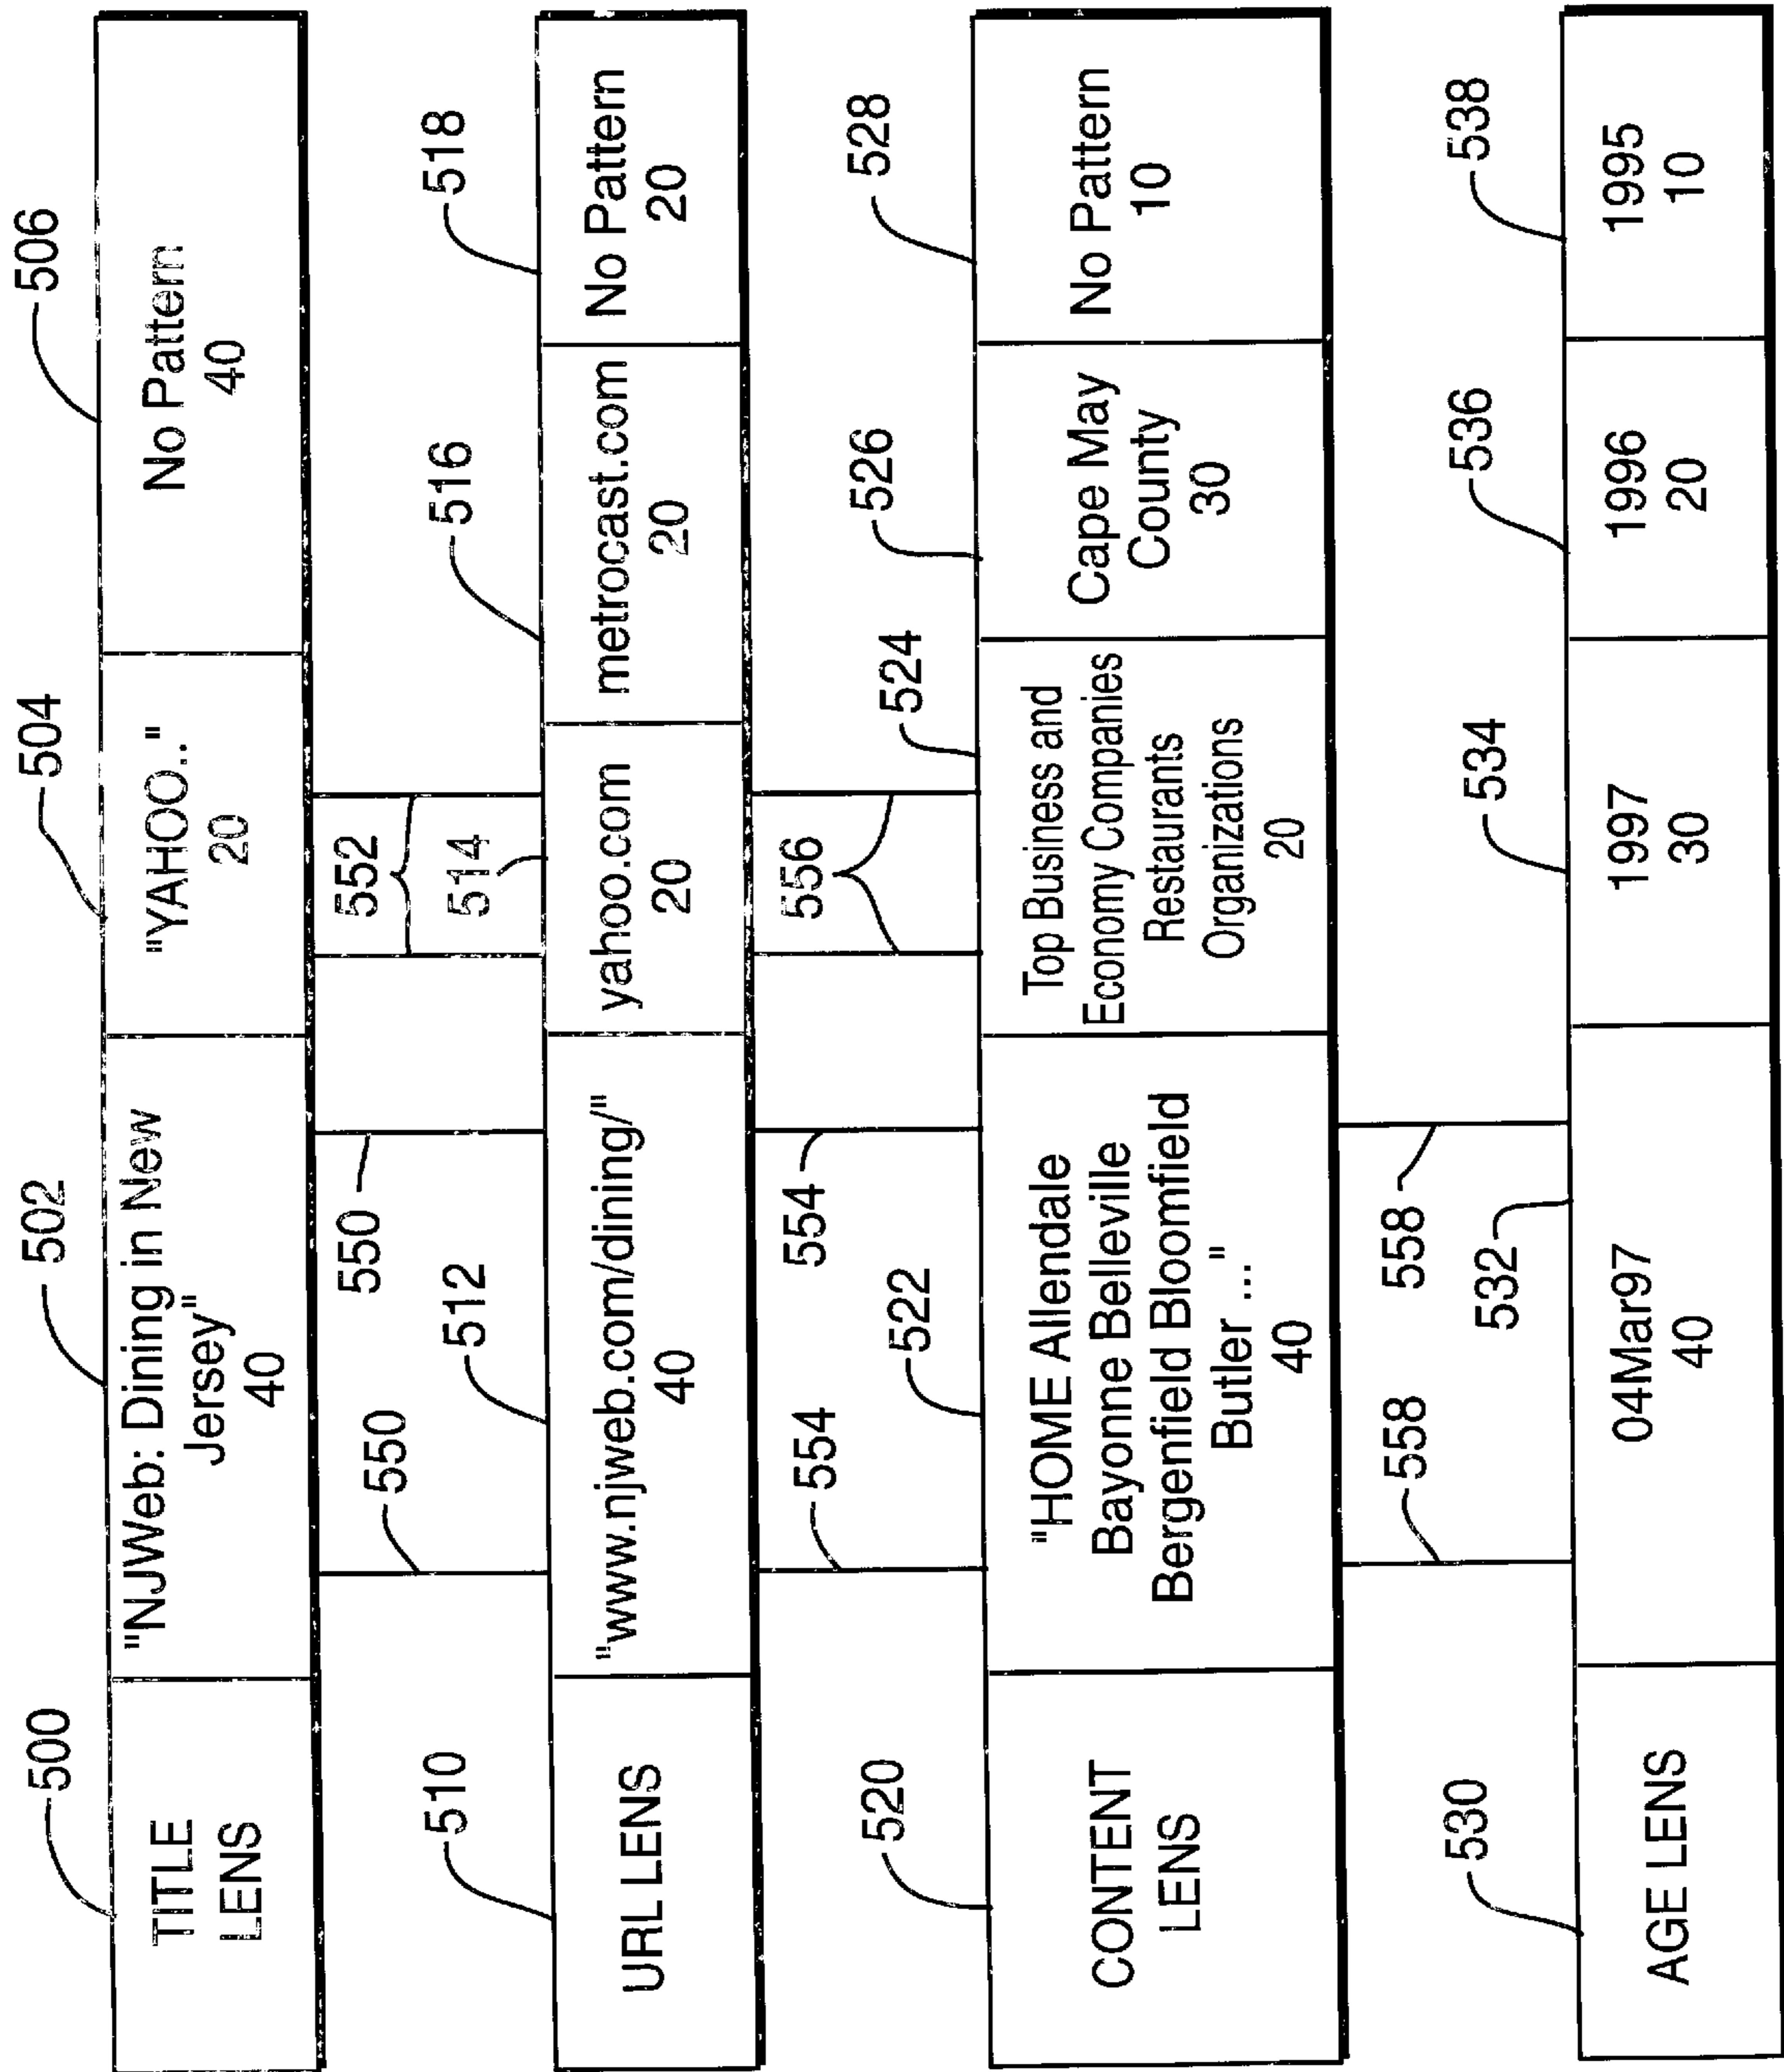 500
502
504
506
TITLE
LENS
"NJWeb: Dining in New
Jersey"
40
"YAHOO.."
20
No Pattern
40
550
550
552
510
512
514
516
518
URL LENS
"www.njweb.com/dining/"
40
yahoo.com
20
metrocast.com
20
No Pattern
20
554
554
556
520
522
524
526
528
CONTENT
LENS
"HOME Allendale
Bayonne Belleville
Bergenfield Bloomfield
Butler ..."
40
Top Business and
Economy Companies
Restaurants
Organizations
20
Cape May
County
30
No Pattern
10
558
558
530
532
534
536
538
AGE LENS
04Mar97
40
1997
30
1996
20
1995
10